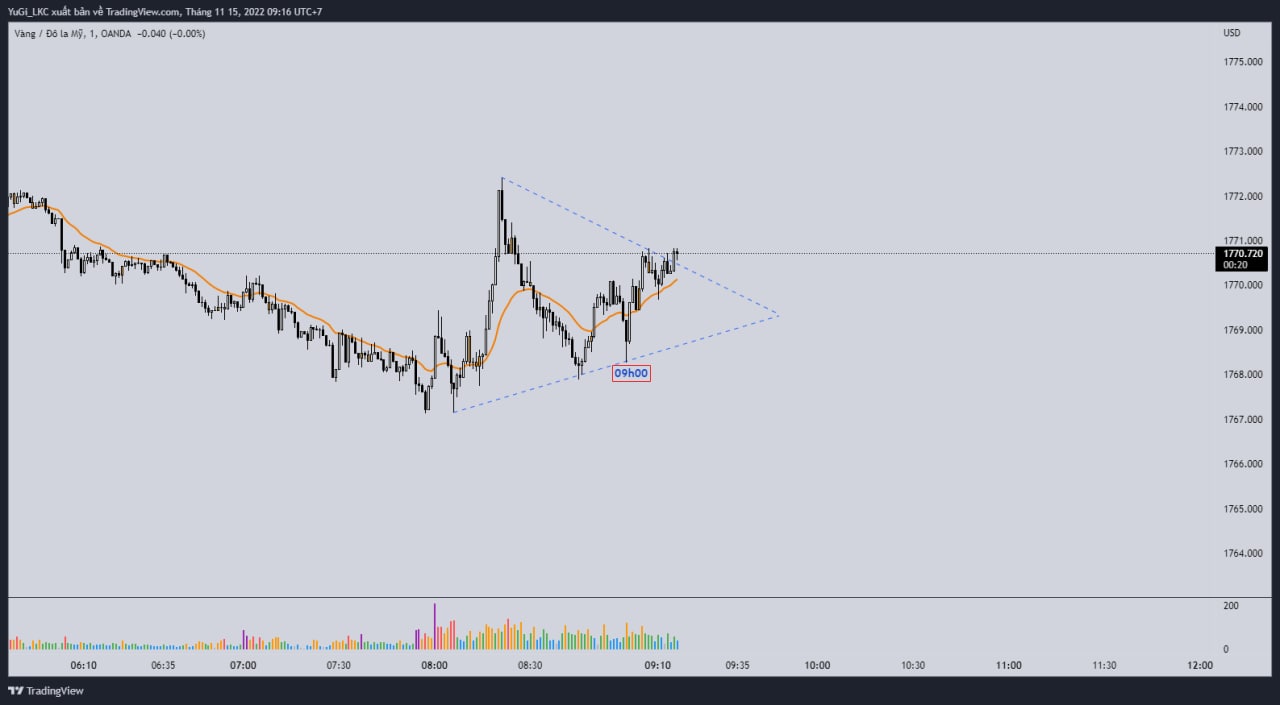 YuGi_LKC xuất bản về TradingView.com, Tháng 11 15, 2022 09:16 UTC+7
Vàng / Đô la Mỹ, 1, OANDA −0.040 (−0.00%)
USD
1775.000
1774.000
1773.000
1772.000
1771.000
1770.720
00:20
1770.000
1769.000
1768.000
09h00
1767.000
1766.000
1765.000
1764.000
200
0
06:10 06:35 07:00 07:30 08:00 08:30 09:10 09:35 10:00 10:30 11:00 11:30 12:00
TradingView